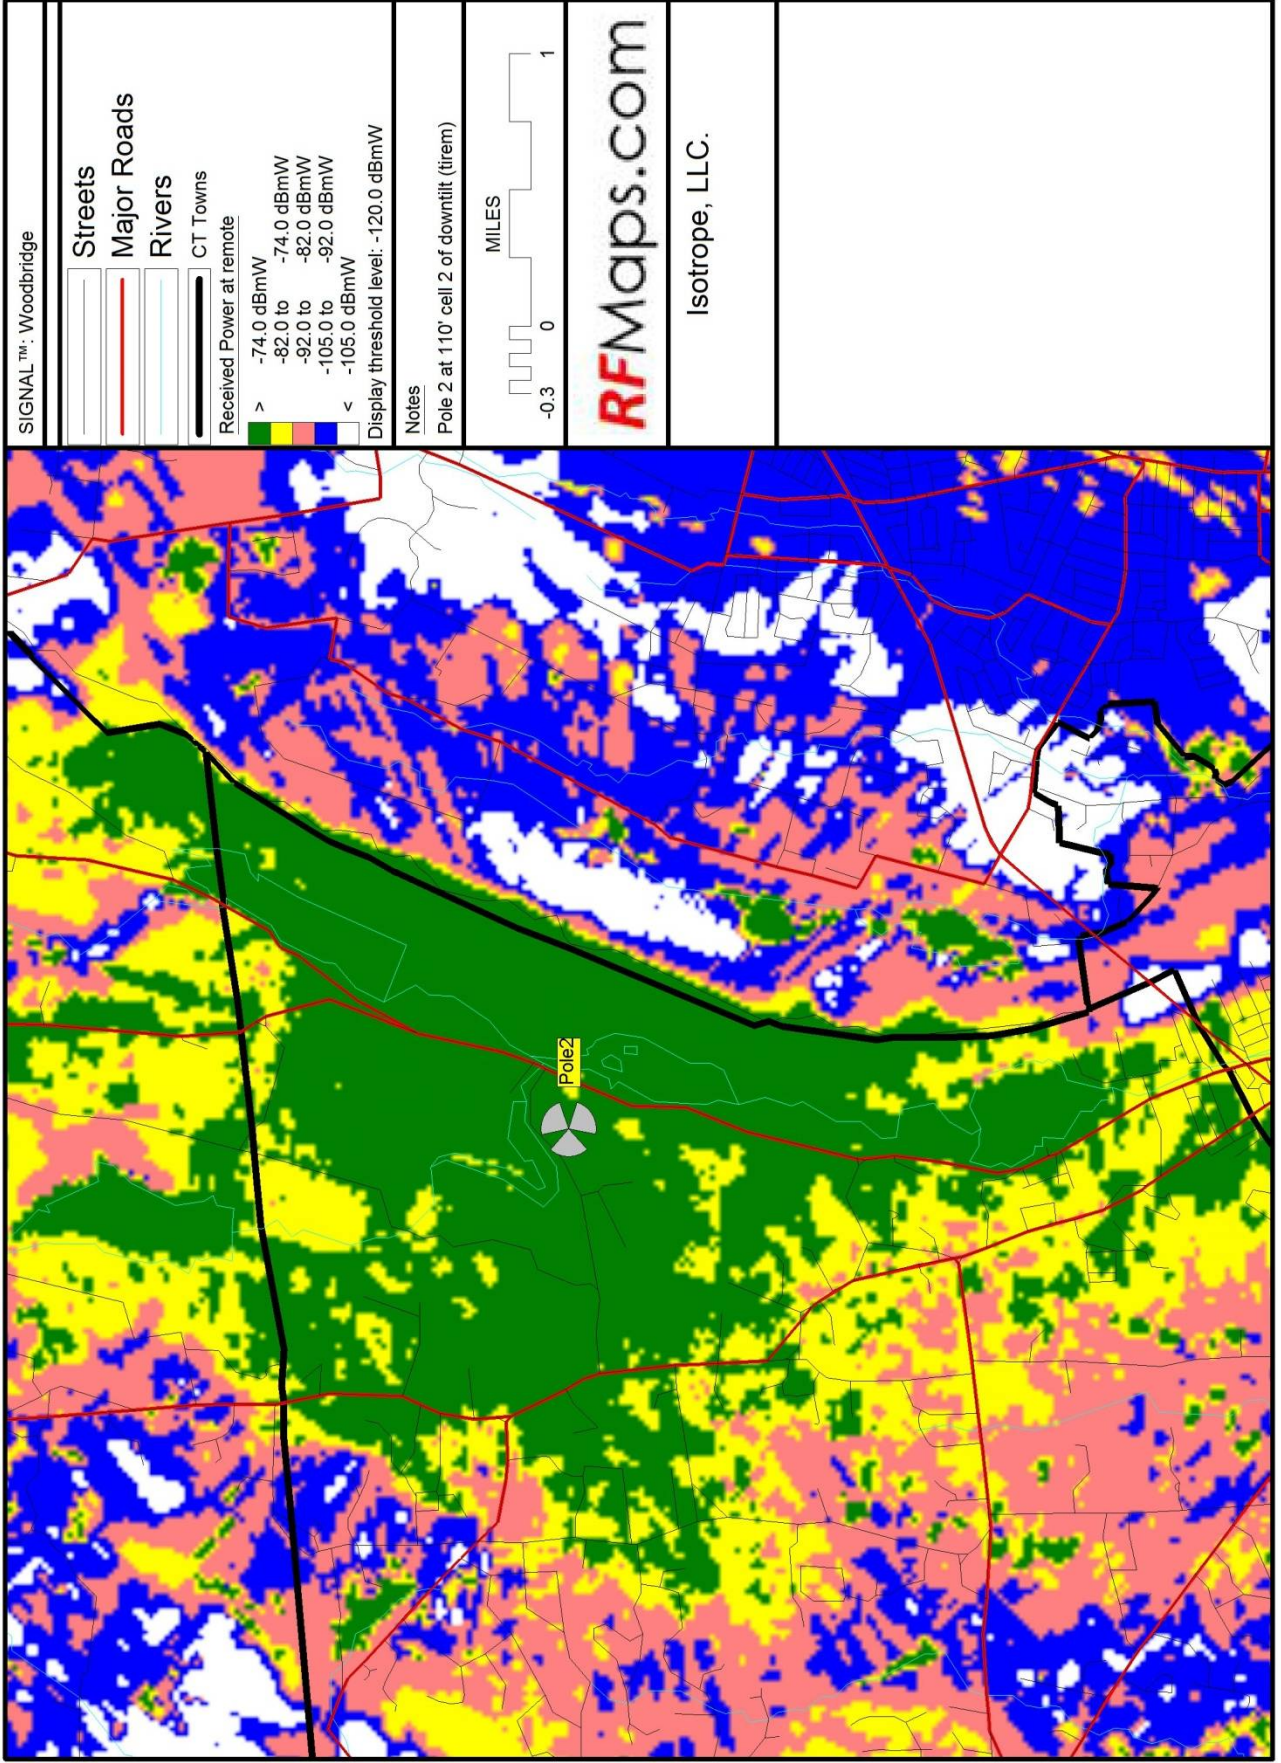 SIGNAL ™: Woodbridge
Streets
Major Roads
Rivers
CT Towns
Received Power at remote
> -74.0 dBmW
-82.0 to -74.0 dBmW
-92.0 to -82.0 dBmW
-105.0 to -92.0 dBmW
< -105.0 dBmW
Display threshold level: -120.0 dBmW
Notes
Pole 2 at 110' cell 2 of downtilt (tirem)
MILES
-0.3 0 1
RFMaps.com
Isotrope, LLC.
Pole2